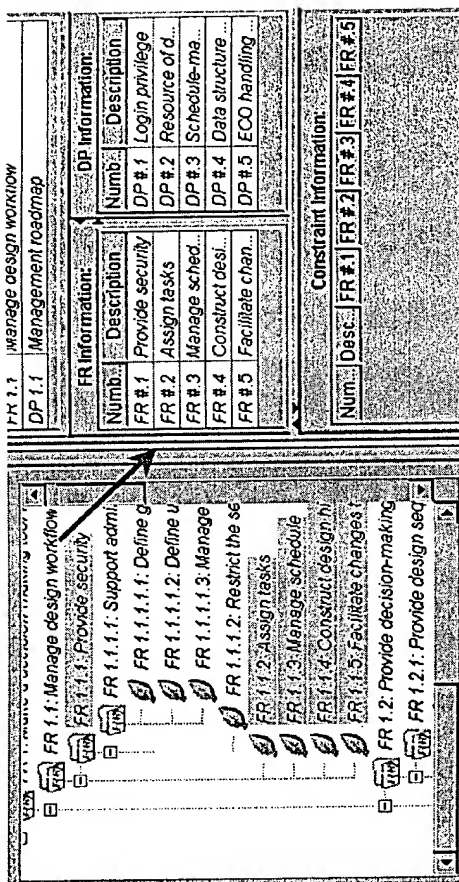 FR 1.1: Manage design workflow
FR 1.1.1: Provide security
FR 1.1.1.1: Support admi
FR 1.1.1.1.1: Define g
FR 1.1.1.1.2: Define u
FR 1.1.1.1.3: Manage
FR 1.1.1.2: Restrict the se
FR 1.1.2: Assign tasks
FR 1.1.3: Manage schedule
FR 1.1.4: Construct design hi
FR 1.1.5: Facilitate changes
FR 1.2: Provide decision-making
FR 1.2.1: Provide design seq
FR 1.1 Manage design workflow
DP 1.1 Management roadmap
FR Information:
Numb... Description
FR #.1 Provide security
FR #.2 Assign tasks
FR #.3 Manage sched...
FR #.4 Construct desi...
FR #.5 Facilitate chan...
DP Information:
Numb... Description
DP #.1 Login privilege
DP #.2 Resource of d...
DP #.3 Schedule-ma...
DP #.4 Data structure...
DP #.5 ECO handling...
Constraint Information:
Num... Desc... FR #.1 FR #.2 FR #.3 FR #.4 FR #.5